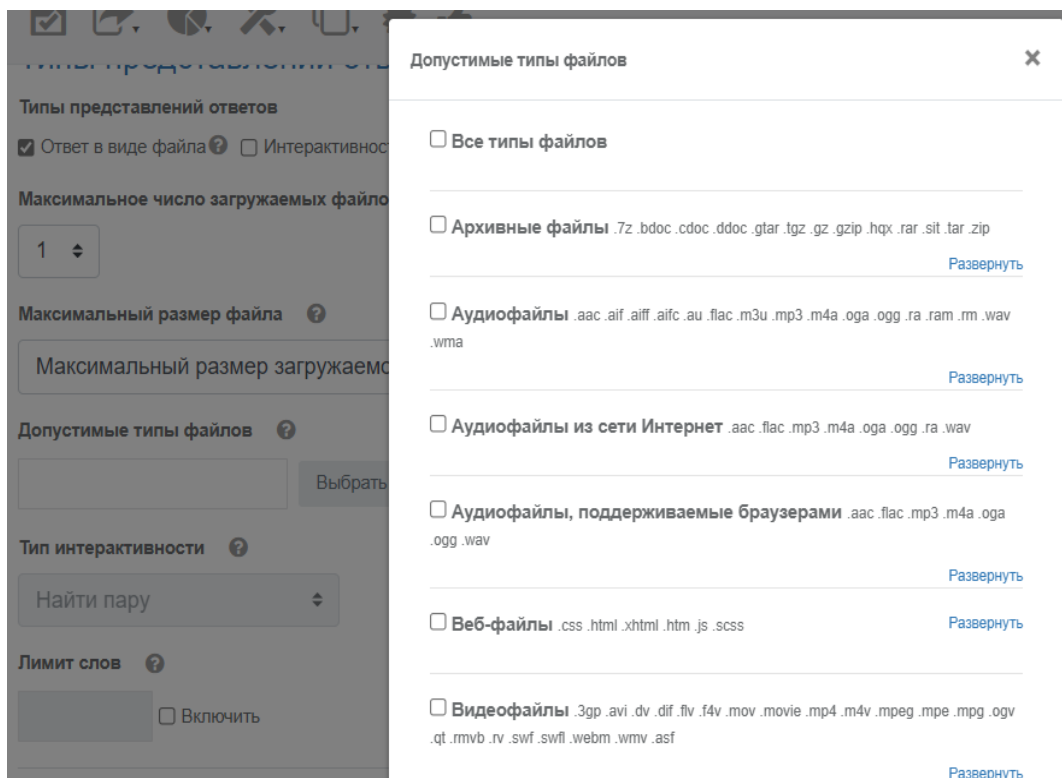 Типы представлений отв
Типы представлений ответов
Ответ в виде файла Интерактивнос
Максимальное число загружаемых файло
1
Максимальный размер файла
Максимальный размер загружаемо
Допустимые типы файлов
Выбрать
Тип интерактивности
Найти пару
Лимит слов
Включить
Допустимые типы файлов
Все типы файлов
Архивные файлы .7z .bdoc .cdoc .ddoc .gtar .tgz .gz .gzip .hqx .rar .sit .tar .zip
Развернуть
Аудиофайлы .aac .aif .aiff .aifc .au .flac .m3u .mp3 .m4a .oga .ogg .ra .ram .rm .wav
.wma
Развернуть
Аудиофайлы из сети Интернет .aac .flac .mp3 .m4a .oga .ogg .ra .wav
Развернуть
Аудиофайлы, поддерживаемые браузерами .aac .flac .mp3 .m4a .oga
.ogg .wav
Развернуть
Веб-файлы .css .html .xhtml .htm .js .scss Развернуть
Видеофайлы .3gp .avi .dv .dif .flv .f4v .mov .movie .mp4 .m4v .mpeg .mpe .mpg .ogv
.qt .rmvb .rv .swf .swfl .webm .wmv .asf
Развернуть